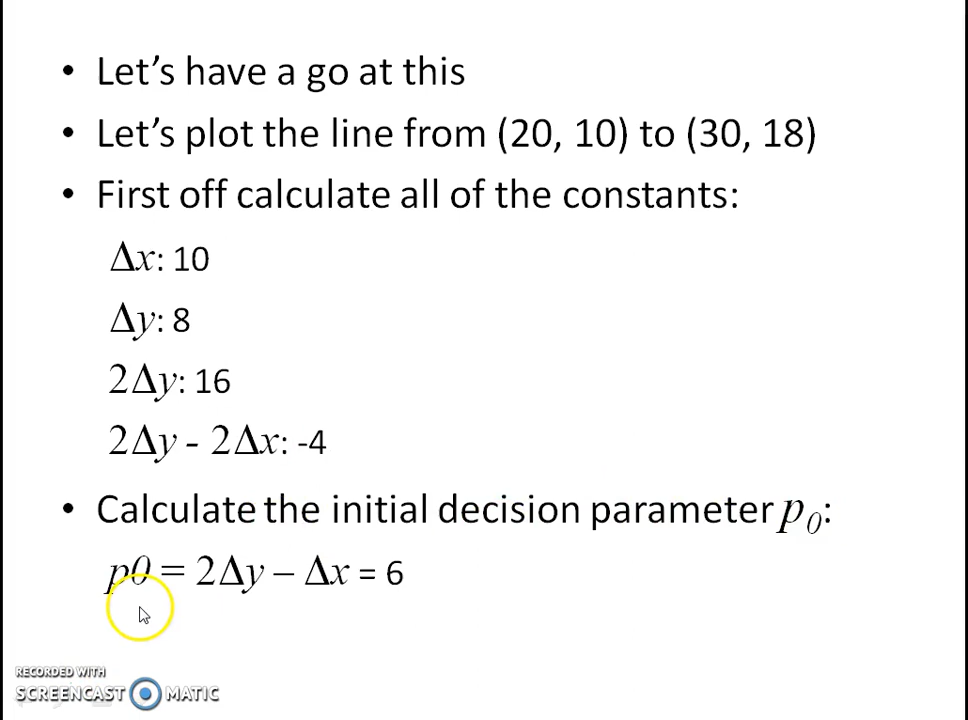 • Let's have a go at this
• Let's plot the line from (20, 10) to (30, 18)
• First off calculate all of the constants:
Δx: 10
Δy: 8
2Δy: 16
2Δy - 2Δx: -4
• Calculate the initial decision parameter p0:
p0 = 2Δy – Δx = 6
RECORDED WITH
SCREENCAST MATIC